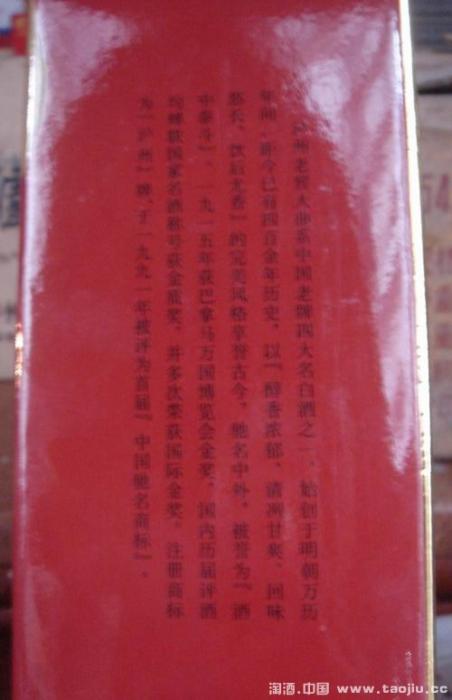 泸州老窖大曲系中国老牌四大名白酒之一，始创于明朝万历
年间，距今已有四百余年历史，以『醇香浓郁、清冽甘爽、回味
悠长、饮后尤香』的完美风格享誉古今，驰名中外，被誉为『酒
中泰斗』，一九一五年获巴拿马万国博览会金奖，国内历届评酒
均蝉联国家名酒称号获金质奖，并多次荣获国际金奖，注册商标
为『泸州』牌，于一九九一年被评为首届『中国驰名商标』。
淘酒.中国 www.taojiu.cc